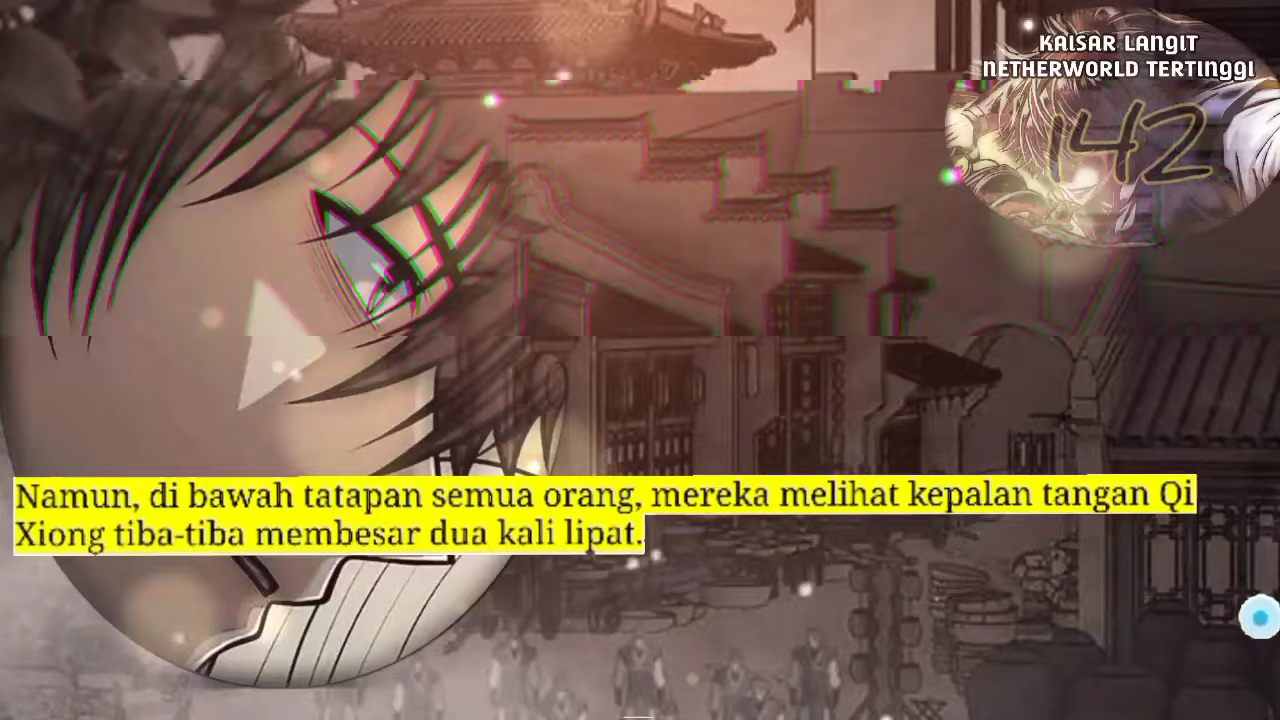 KAISAR LANGIT
NETHERWORLD TERTINGGI
142
Namun, di bawah tatapan semua orang, mereka melihat kepalan tangan Qi
Xiong tiba-tiba membesar dua kali lipat.